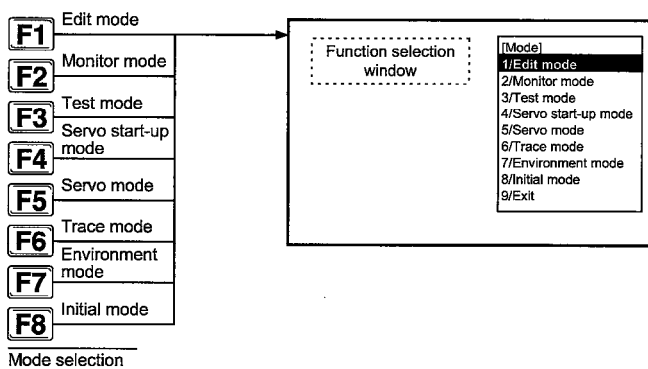 F1
Edit mode
F2
Monitor mode
F3
Test mode
F4
Servo start-up
mode
F5
Servo mode
F6
Trace mode
F7
Environment
mode
F8
Initial mode
Mode selection
Function selection
window
[Mode]
1/Edit mode
2/Monitor mode
3/Test mode
4/Servo start-up mode
5/Servo mode
6/Trace mode
7/Environment mode
8/Initial mode
9/Exit